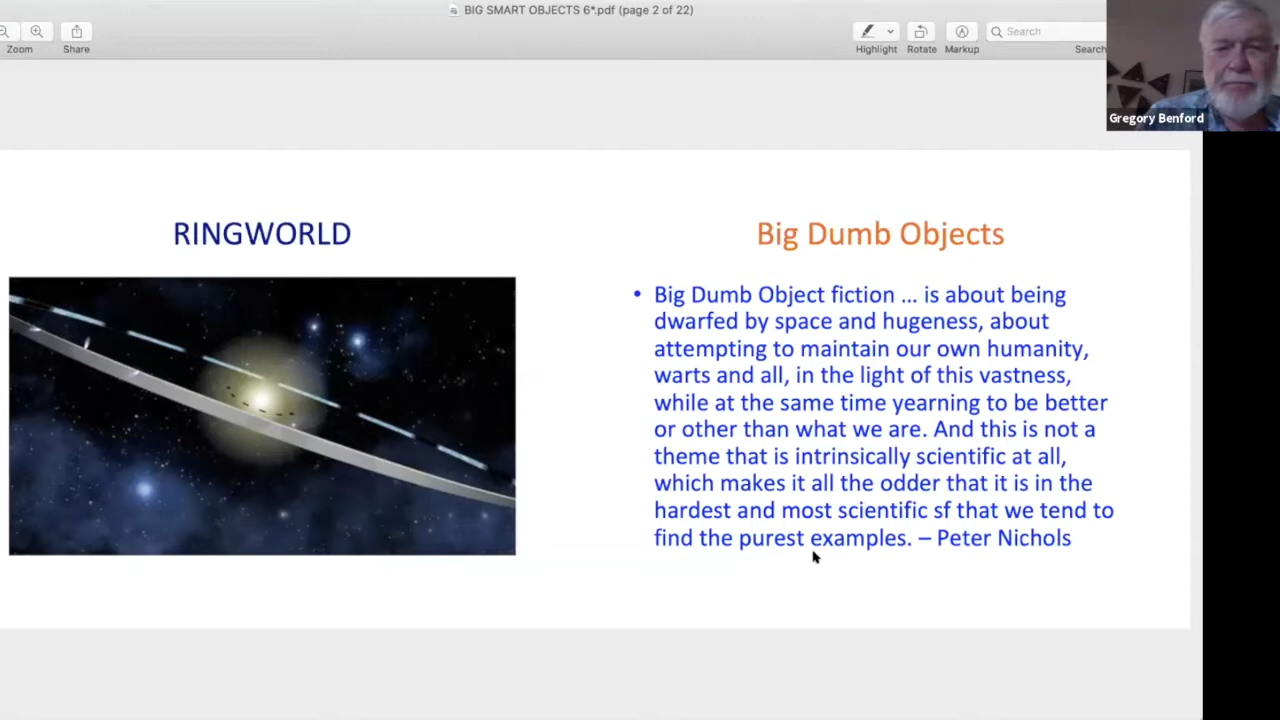 BIG SMART OBJECTS 6*.pdf (page 2 of 22)
Zoom
Share
Highlight
Rotate
Markup
Search
Search
Gregory Benford
RINGWORLD
Big Dumb Objects
• Big Dumb Object fiction ... is about being
dwarfed by space and hugeness, about
attempting to maintain our own humanity,
warts and all, in the light of this vastness,
while at the same time yearning to be better
or other than what we are. And this is not a
theme that is intrinsically scientific at all,
which makes it all the odder that it is in the
hardest and most scientific sf that we tend to
find the purest examples. – Peter Nichols